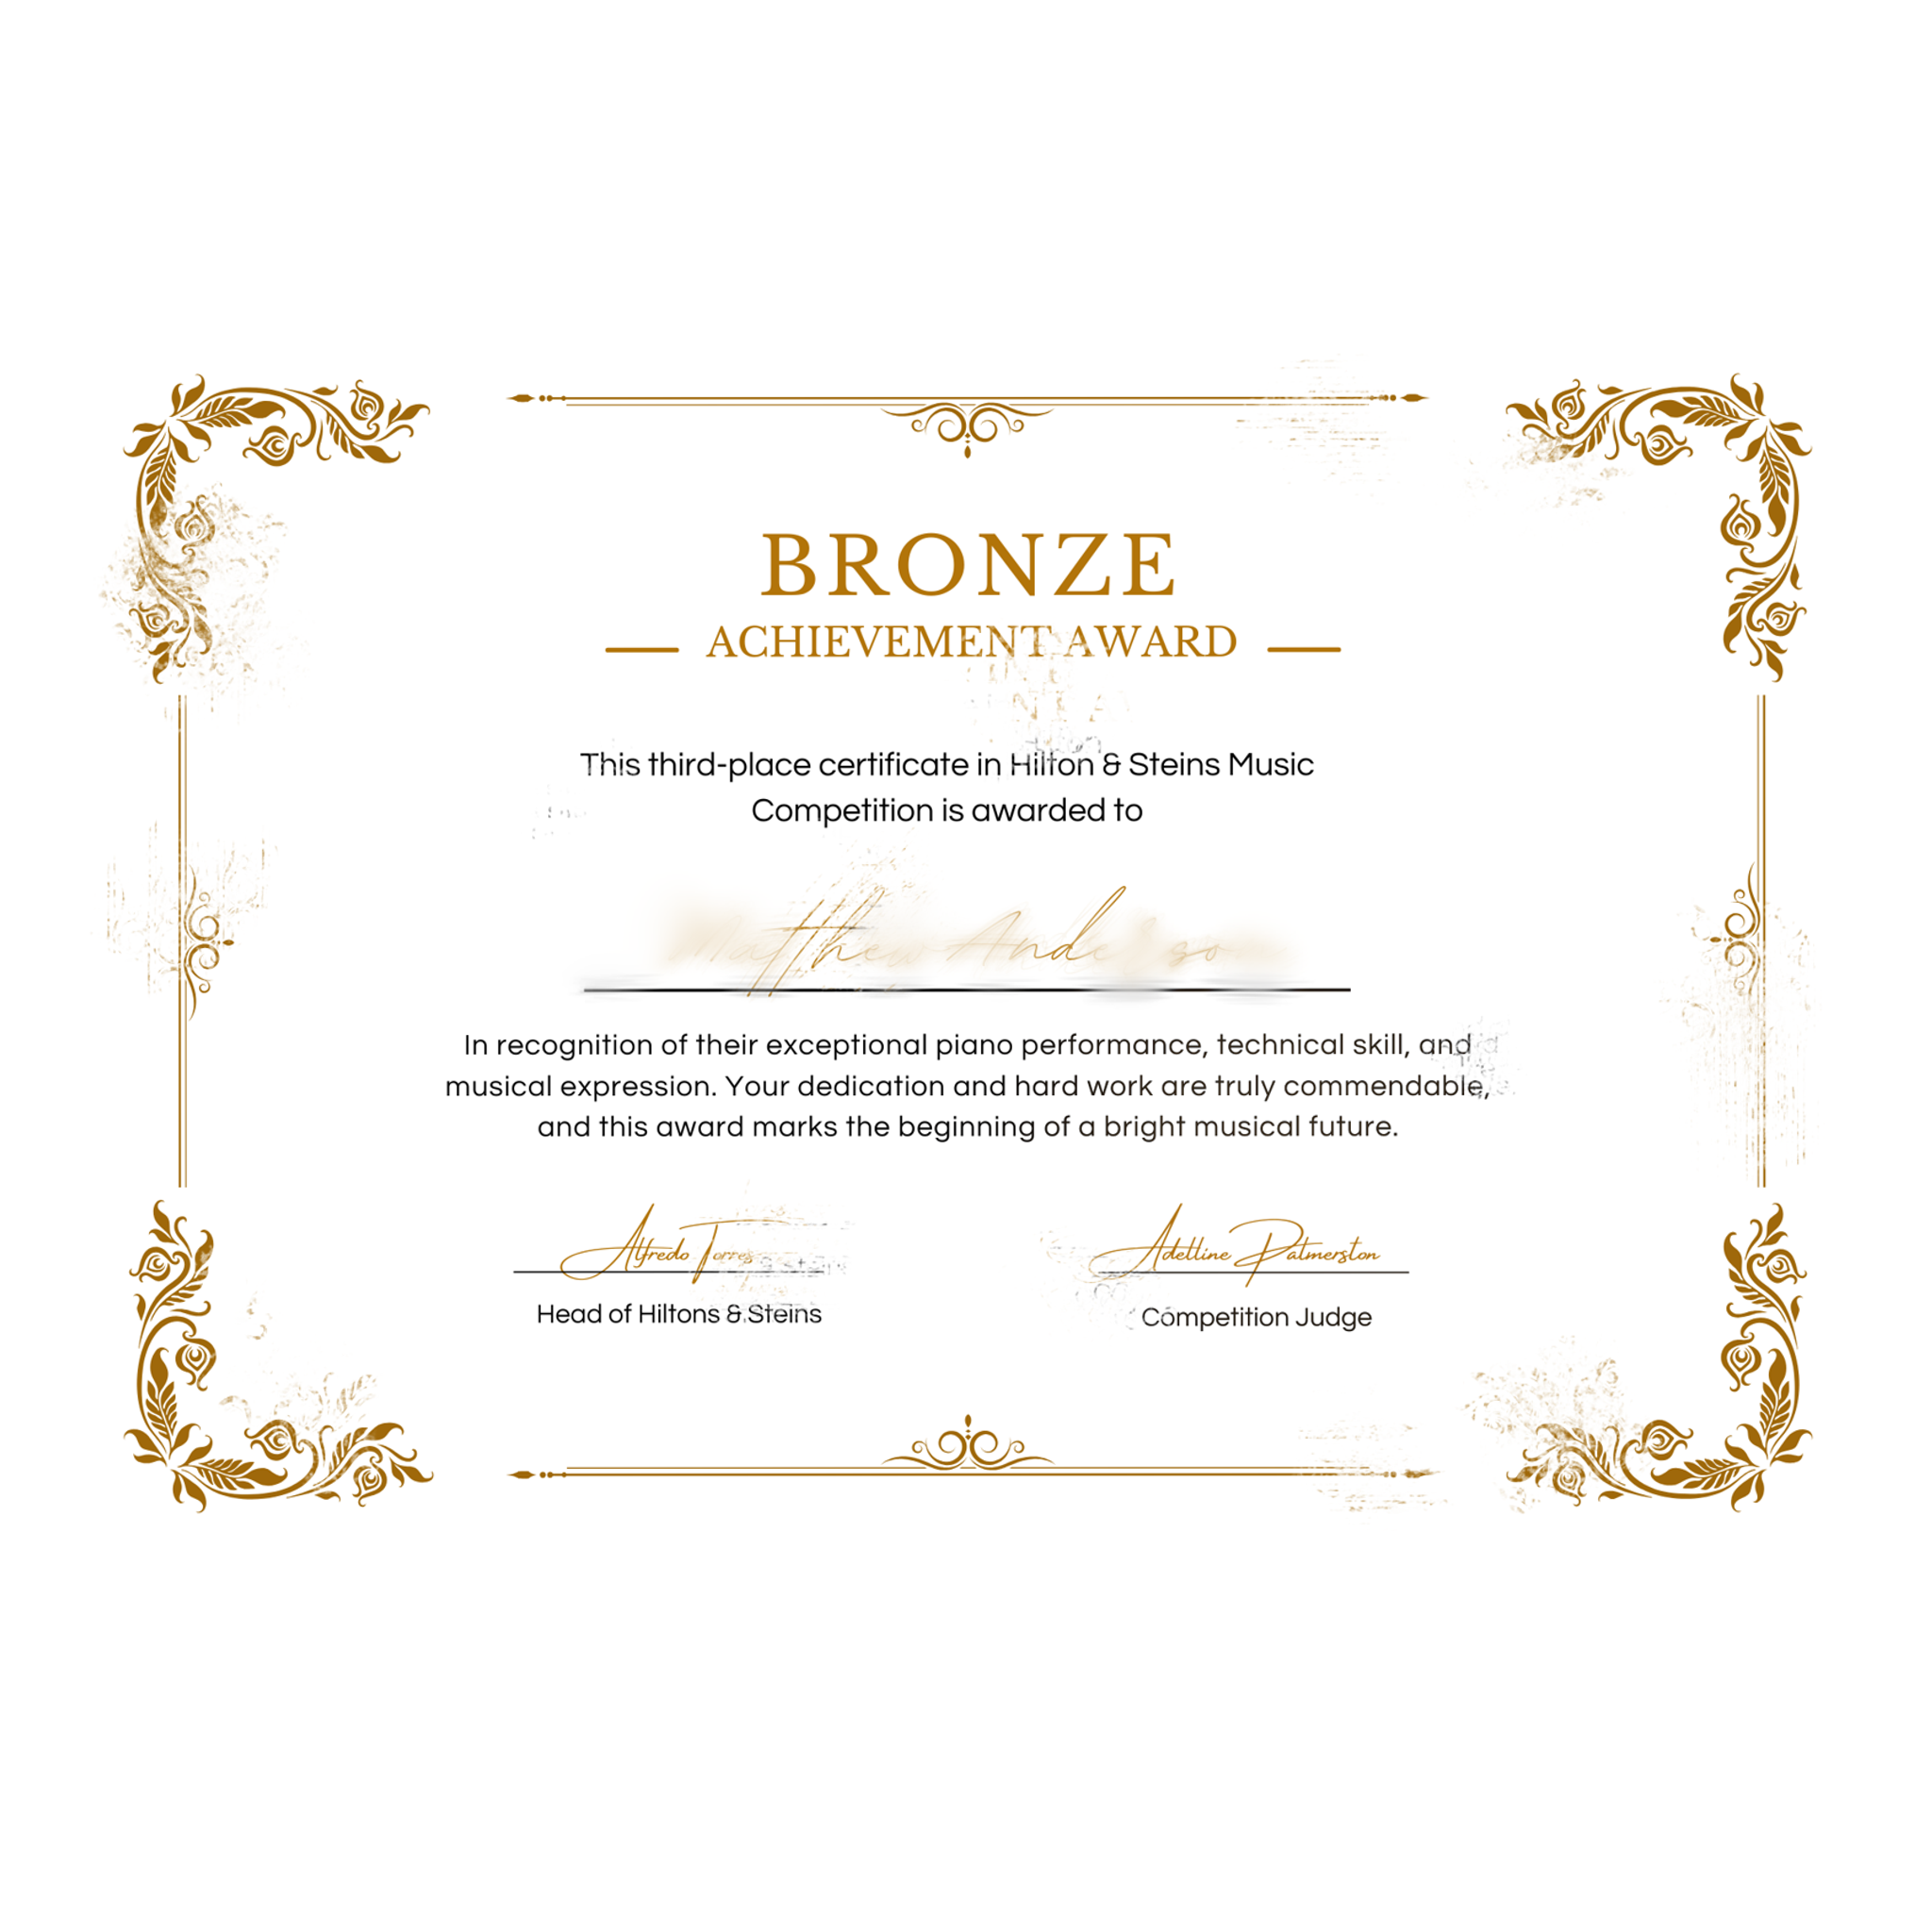 BRONZE
ACHIEVEMENT AWARD
This third-place certificate in Hilton & Steins Music
Competition is awarded to
Matthew
In recognition of their exceptional piano performance, technical skill, and
musical expression. Your dedication and hard work are truly commendable,
and this award marks the beginning of a bright musical future.
Alfredo Torres
Adelline Palmerston
Head of Hiltons & Steins
Competition Judge